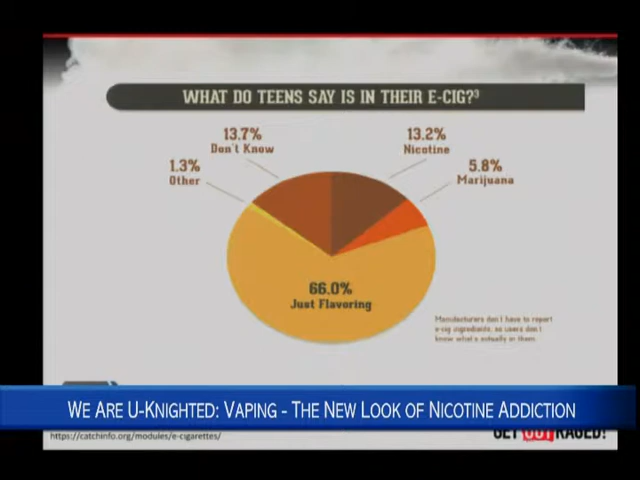 WHAT DO TEENS SAY IS IN THEIR E-CIG?³
13.7%
Don't Know
13.2%
Nicotine
1.3%
Other
5.8%
Marijuana
66.0%
Just Flavoring
Manufacturers don't have to report
e-cig ingredients, so users don't
know what's actually in them.
WE ARE U-KNIGHTED: VAPING - THE NEW LOOK OF NICOTINE ADDICTION
https://catchinfo.org/modules/e-cigarettes/
GET OUTRAGED!